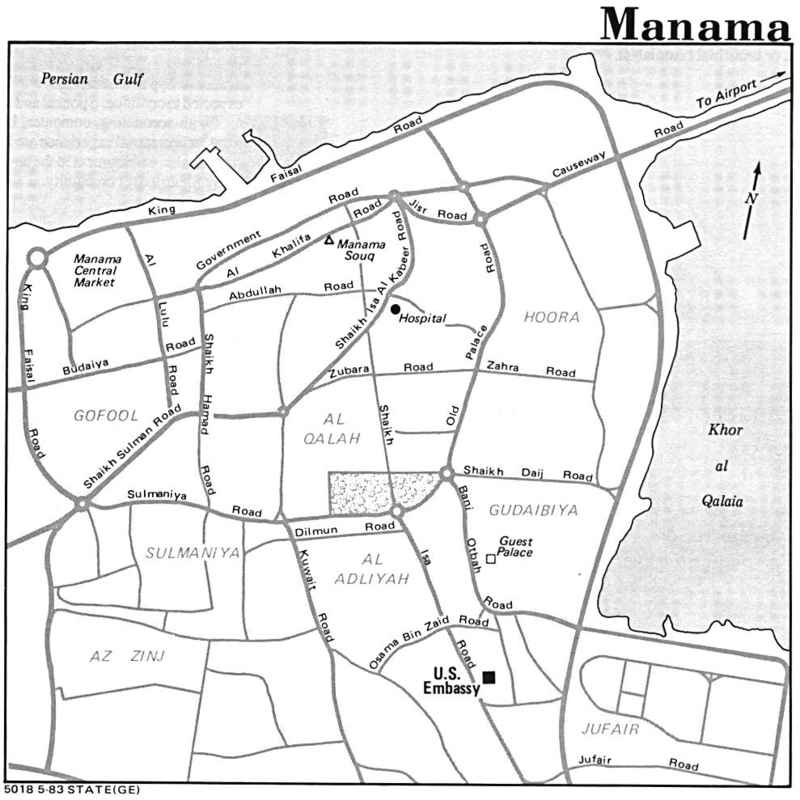 Manama
Persian Gulf
To Airport
King Faisal Road
Causeway Road
N
Government Road
Al Khalifa Road
Jisr Road
Manama
Souq
Manama
Central
Market
Al Lulu Road
Abdullah Road
Shaikh Isa Al Kabeer Road
Hospital
HOORA
King Faisal Road
Budaiya Road
Shaikh Hamad Road
Old Palace Road
Zubara Road
Zahra Road
GOFOOL
Shaikh Sulman Road
AL
QALAH
Shaikh Isa Road
Khor
al
Qalaia
Shaikh Daij Road
Sulmaniya Road
Bani Otbah Road
GUDAIBIYA
Dilmun Road
SULMANIYA
Kuwait Road
AL
ADLIYAH
Guest
Palace
Osama Bin Zaid Road
AZ ZINJ
U.S.
Embassy
JUFAIR
Jufair Road
5018 5-83 STATE(GE)